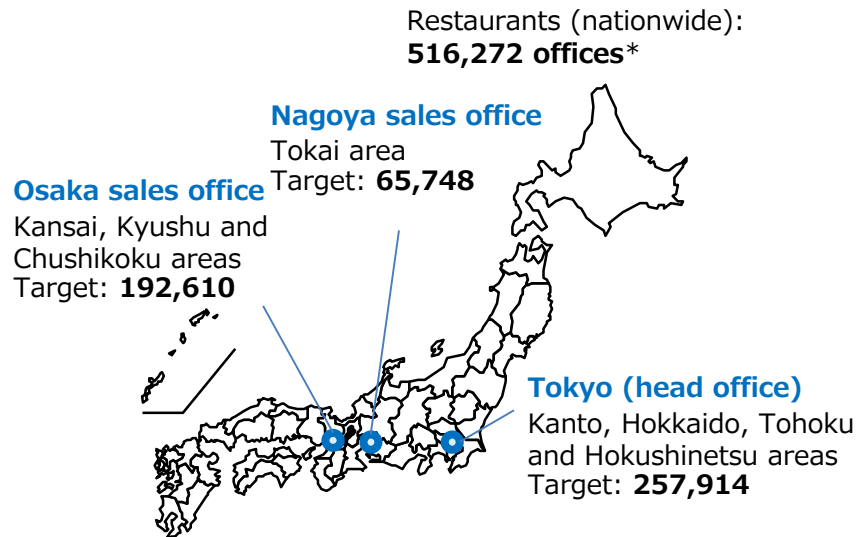 Restaurants (nationwide):
516,272 offices*
Nagoya sales office
Tokai area
Target: 65,748
Osaka sales office
Kansai, Kyushu and
Chushikoku areas
Target: 192,610
Tokyo (head office)
Kanto, Hokkaido, Tohoku
and Hokushinetsu areas
Target: 257,914